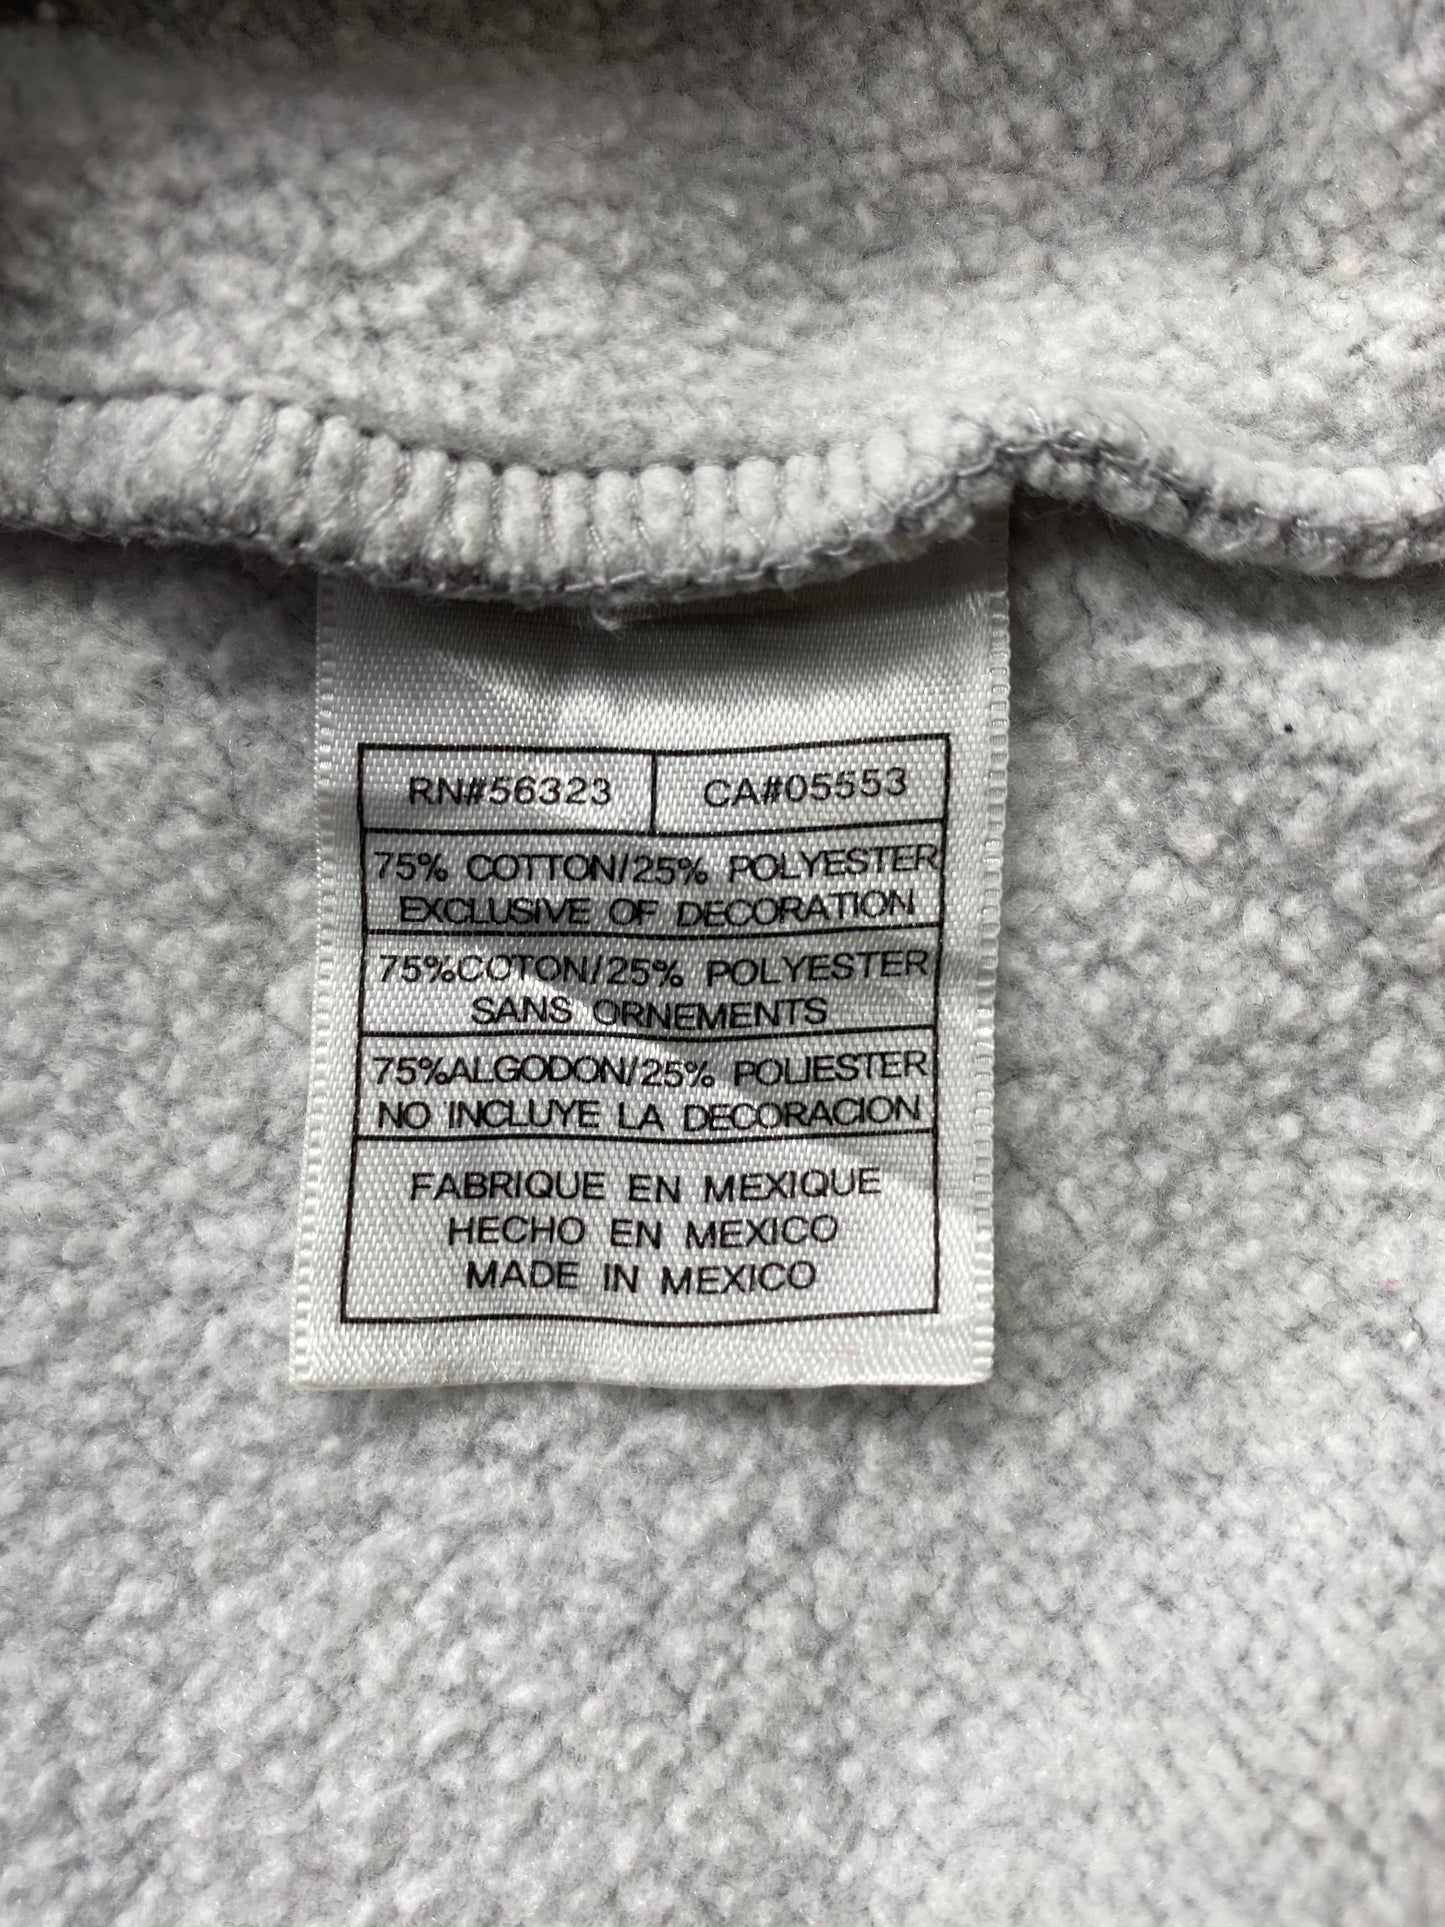 RN#56323 CA#05553
75% COTTON/25% POLYESTER
EXCLUSIVE OF DECORATION
75%COTON/25% POLYESTER
SANS ORNEMENTS
75%ALGODON/25% POLIESTER
NO INCLUYE LA DECORACION
FABRIQUE EN MEXIQUE
HECHO EN MEXICO
MADE IN MEXICO